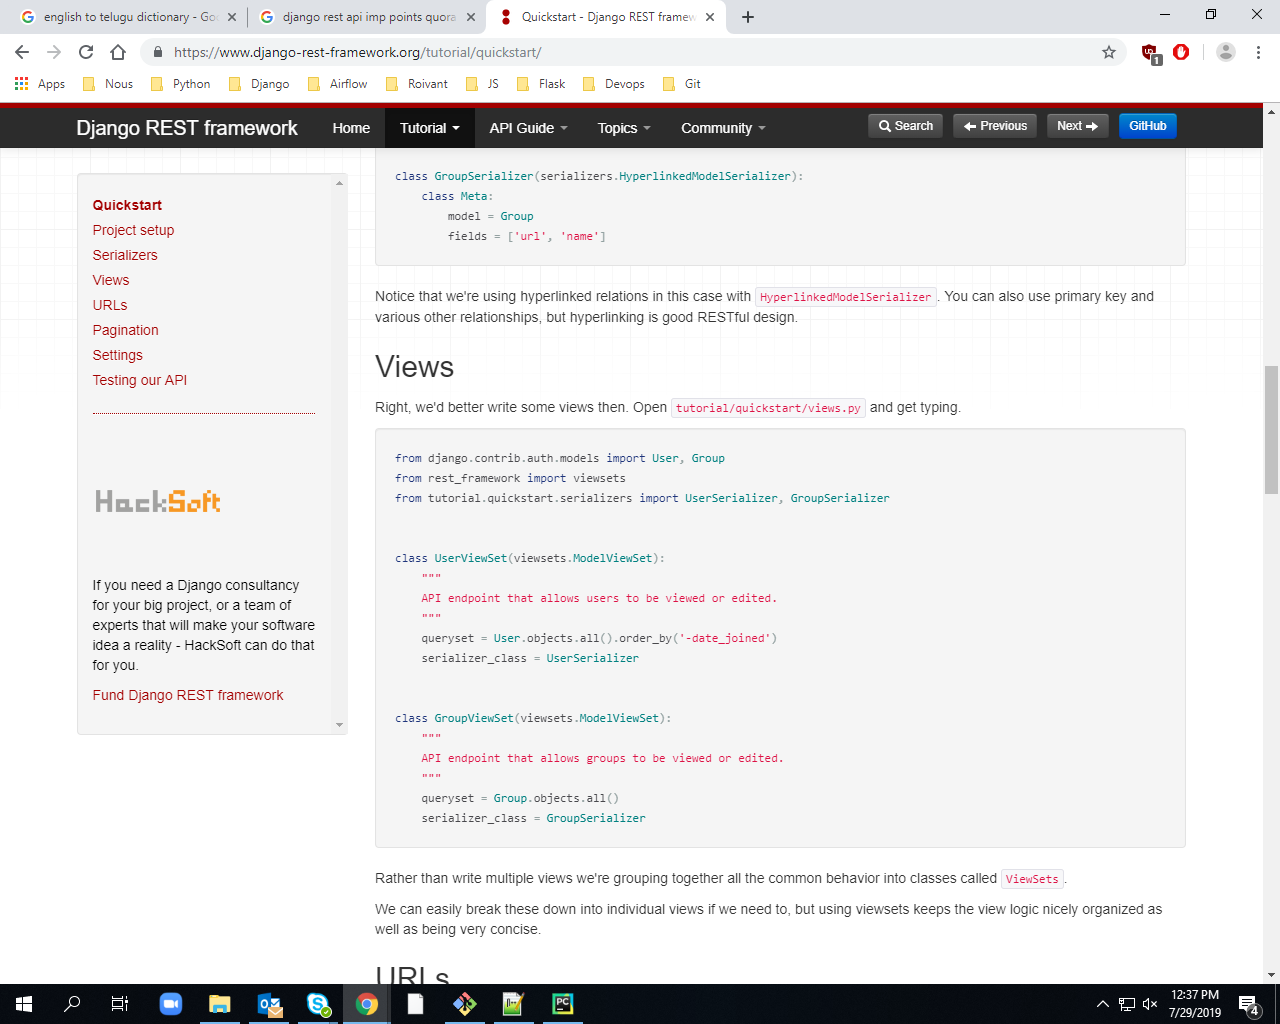 english to telugu dictionary - Go
django rest api imp points quora
Quickstart - Django REST framew
https://www.django-rest-framework.org/tutorial/quickstart/
1
Apps
Nous
Python
Django
Airflow
Roivant
JS
Flask
Devops
Git
Django REST framework
Home
Tutorial
API Guide
Topics
Community
Search
Previous
Next
GitHub
Quickstart
Project setup
Serializers
Views
URLs
Pagination
Settings
Testing our API
HackSoft
If you need a Django consultancy
for your big project, or a team of
experts that will make your software
idea a reality - HackSoft can do that
for you.
Fund Django REST framework
class GroupSerializer(serializers.HyperlinkedModelSerializer):
    class Meta:
        model = Group
        fields = ['url', 'name']
Notice that we're using hyperlinked relations in this case with HyperlinkedModelSerializer. You can also use primary key and
various other relationships, but hyperlinking is good RESTful design.
Views
Right, we'd better write some views then. Open tutorial/quickstart/views.py and get typing.
from django.contrib.auth.models import User, Group
from rest_framework import viewsets
from tutorial.quickstart.serializers import UserSerializer, GroupSerializer
class UserViewSet(viewsets.ModelViewSet):
    """
    API endpoint that allows users to be viewed or edited.
    """
    queryset = User.objects.all().order_by('-date_joined')
    serializer_class = UserSerializer
class GroupViewSet(viewsets.ModelViewSet):
    """
    API endpoint that allows groups to be viewed or edited.
    """
    queryset = Group.objects.all()
    serializer_class = GroupSerializer
Rather than write multiple views we're grouping together all the common behavior into classes called ViewSets.
We can easily break these down into individual views if we need to, but using viewsets keeps the view logic nicely organized as
well as being very concise.
URLs
12:37 PM
7/29/2019
4